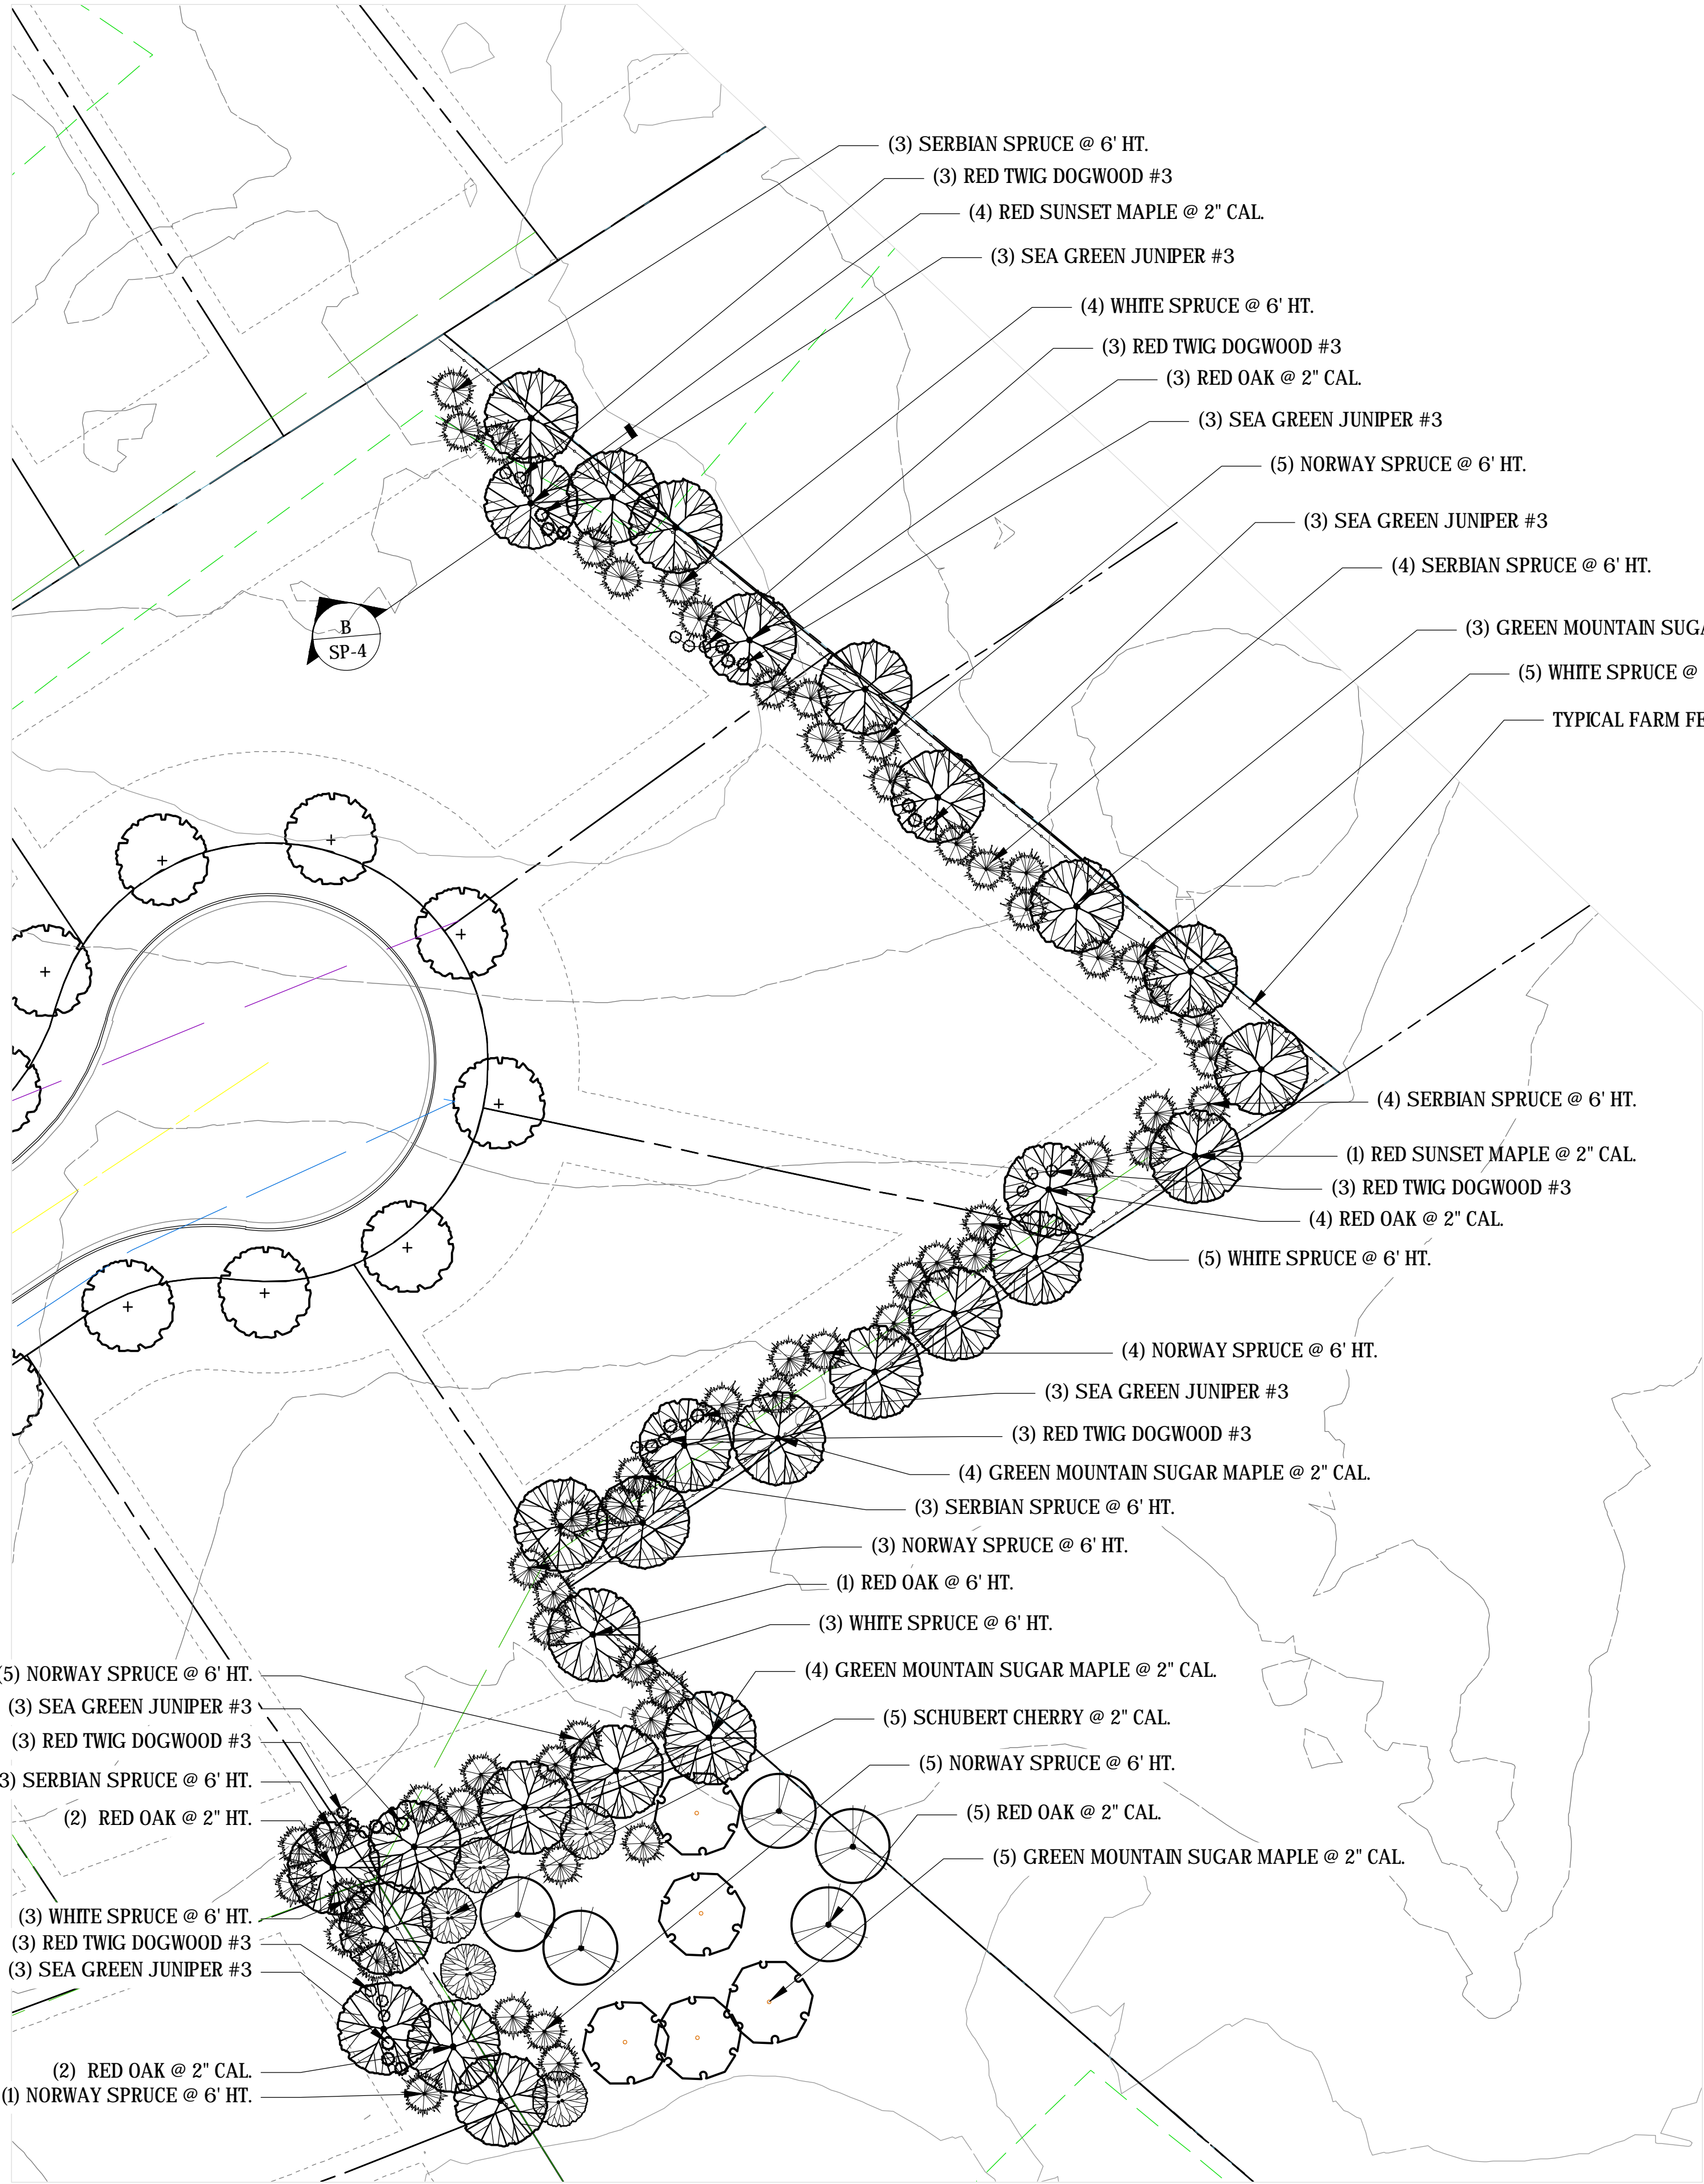 (3) SERBIAN SPRUCE @ 6' HT.
(3) RED TWIG DOGWOOD #3
(4) RED SUNSET MAPLE @ 2" CAL.
(3) SEA GREEN JUNIPER #3
(4) WHITE SPRUCE @ 6' HT.
(3) RED TWIG DOGWOOD #3
(3) RED OAK @ 2" CAL.
(3) SEA GREEN JUNIPER #3
(5) NORWAY SPRUCE @ 6' HT.
(3) SEA GREEN JUNIPER #3
(4) SERBIAN SPRUCE @ 6' HT.
B
SP-4
(3) GREEN MOUNTAIN
(5) WHITE SPRUCE @
TYPICAL FARM
(4) SERBIAN SPRUCE @ 6' HT.
(1) RED SUNSET MAPLE @ 2" CAL.
(3) RED TWIG DOGWOOD #3
(4) RED OAK @ 2" CAL.
(5) WHITE SPRUCE @ 6' HT.
(4) NORWAY SPRUCE @ 6' HT.
(3) SEA GREEN JUNIPER #3
(3) RED TWIG DOGWOOD #3
(4) GREEN MOUNTAIN SUGAR MAPLE @ 2" CAL.
(3) SERBIAN SPRUCE @ 6' HT.
(3) NORWAY SPRUCE @ 6' HT.
(1) RED OAK @ 6' HT.
(3) WHITE SPRUCE @ 6' HT.
(4) GREEN MOUNTAIN SUGAR MAPLE @ 2" CAL.
(5) SCHUBERT CHERRY @ 2" CAL.
(5) NORWAY SPRUCE @ 6' HT.
(5) RED OAK @ 2" CAL.
(5) GREEN MOUNTAIN SUGAR MAPLE @ 2" CAL.
(5) NORWAY SPRUCE @ 6' HT.
(3) SEA GREEN JUNIPER #3
(3) RED TWIG DOGWOOD #3
3) SERBIAN SPRUCE @ 6' HT.
(2) RED OAK @ 2" HT.
(3) WHITE SPRUCE @ 6' HT.
(3) RED TWIG DOGWOOD #3
(3) SEA GREEN JUNIPER #3
(2) RED OAK @ 2" CAL.
(1) NORWAY SPRUCE @ 6' HT.